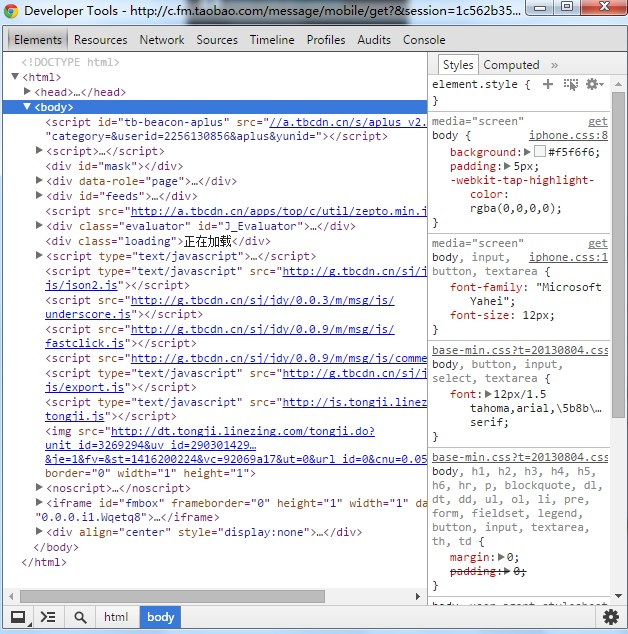 Developer Tools - http://c.fm.taobao.com/message/mobile/get?&session=1c562b35...
Elements Resources Network Sources Timeline Profiles Audits Console
<!DOCTYPE html>
<html>
<head>…</head>
<body>
<script id="tb-beacon-aplus" src="//a.tbcdn.cn/s/aplus_v2.
"category=&userid=2256130856&aplus&yunid="></script>
<script>…</script>
<div id="mask"></div>
<div data-role="page">…</div>
<div id="feeds">…</div>
<script src="http://a.tbcdn.cn/apps/top/c/util/zepto.min.j
<div class="evaluator" id="J_Evaluator">…</div>
<div class="loading">正在加载</div>
<script type="text/javascript">…</script>
<script type="text/javascript" src="http://g.tbcdn.cn/sj/j
js/json2.js"></script>
<script src="http://g.tbcdn.cn/sj/jdy/0.0.3/m/msg/js/
underscore.js"></script>
<script src="http://g.tbcdn.cn/sj/jdy/0.0.9/m/msg/js/
fastclick.js"></script>
<script src="http://g.tbcdn.cn/sj/jdy/0.0.9/m/msg/js/comme
<script type="text/javascript" src="http://g.tbcdn.cn/sj/j
js/export.js"></script>
<script type="text/javascript" src="http://js.tongji.linez
tongji.js"></script>
<img src="http://dt.tongji.linezing.com/tongji.do?
unit_id=3269294&uv_id=290301429…
&je=1&fv=&st=1416200224&vc=92069a17&ut=0&url_id=0&cnu=0.05
border="0" width="1" height="1">
<noscript>…</noscript>
<iframe id="fmbox" frameborder="0" height="1" width="1" da
"0.0.0.i1.Wqetq8">…</iframe>
<div align="center" style="display:none">…</div>
</body>
</html>
html body
Styles Computed »
element.style {
}
media="screen" get
body { iphone.css:8
background: #f5f6f6;
padding: 5px;
-webkit-tap-highlight-
color:
rgba(0,0,0,0);
}
media="screen" get
body, input, iphone.css:1
button, textarea {
font-family: "Microsoft
Yahei";
font-size: 12px;
}
base-min.css?t=20130804.css
body, button, input,
select, textarea {
font: 12px/1.5
tahoma,arial,\5b8b\…
serif;
}
base-min.css?t=20130804.css
body, h1, h2, h3, h4, h5,
h6, hr, p, blockquote, dl,
dt, dd, ul, ol, li, pre,
form, fieldset, legend,
button, input, textarea,
th, td {
margin: 0;
padding: 0;
}